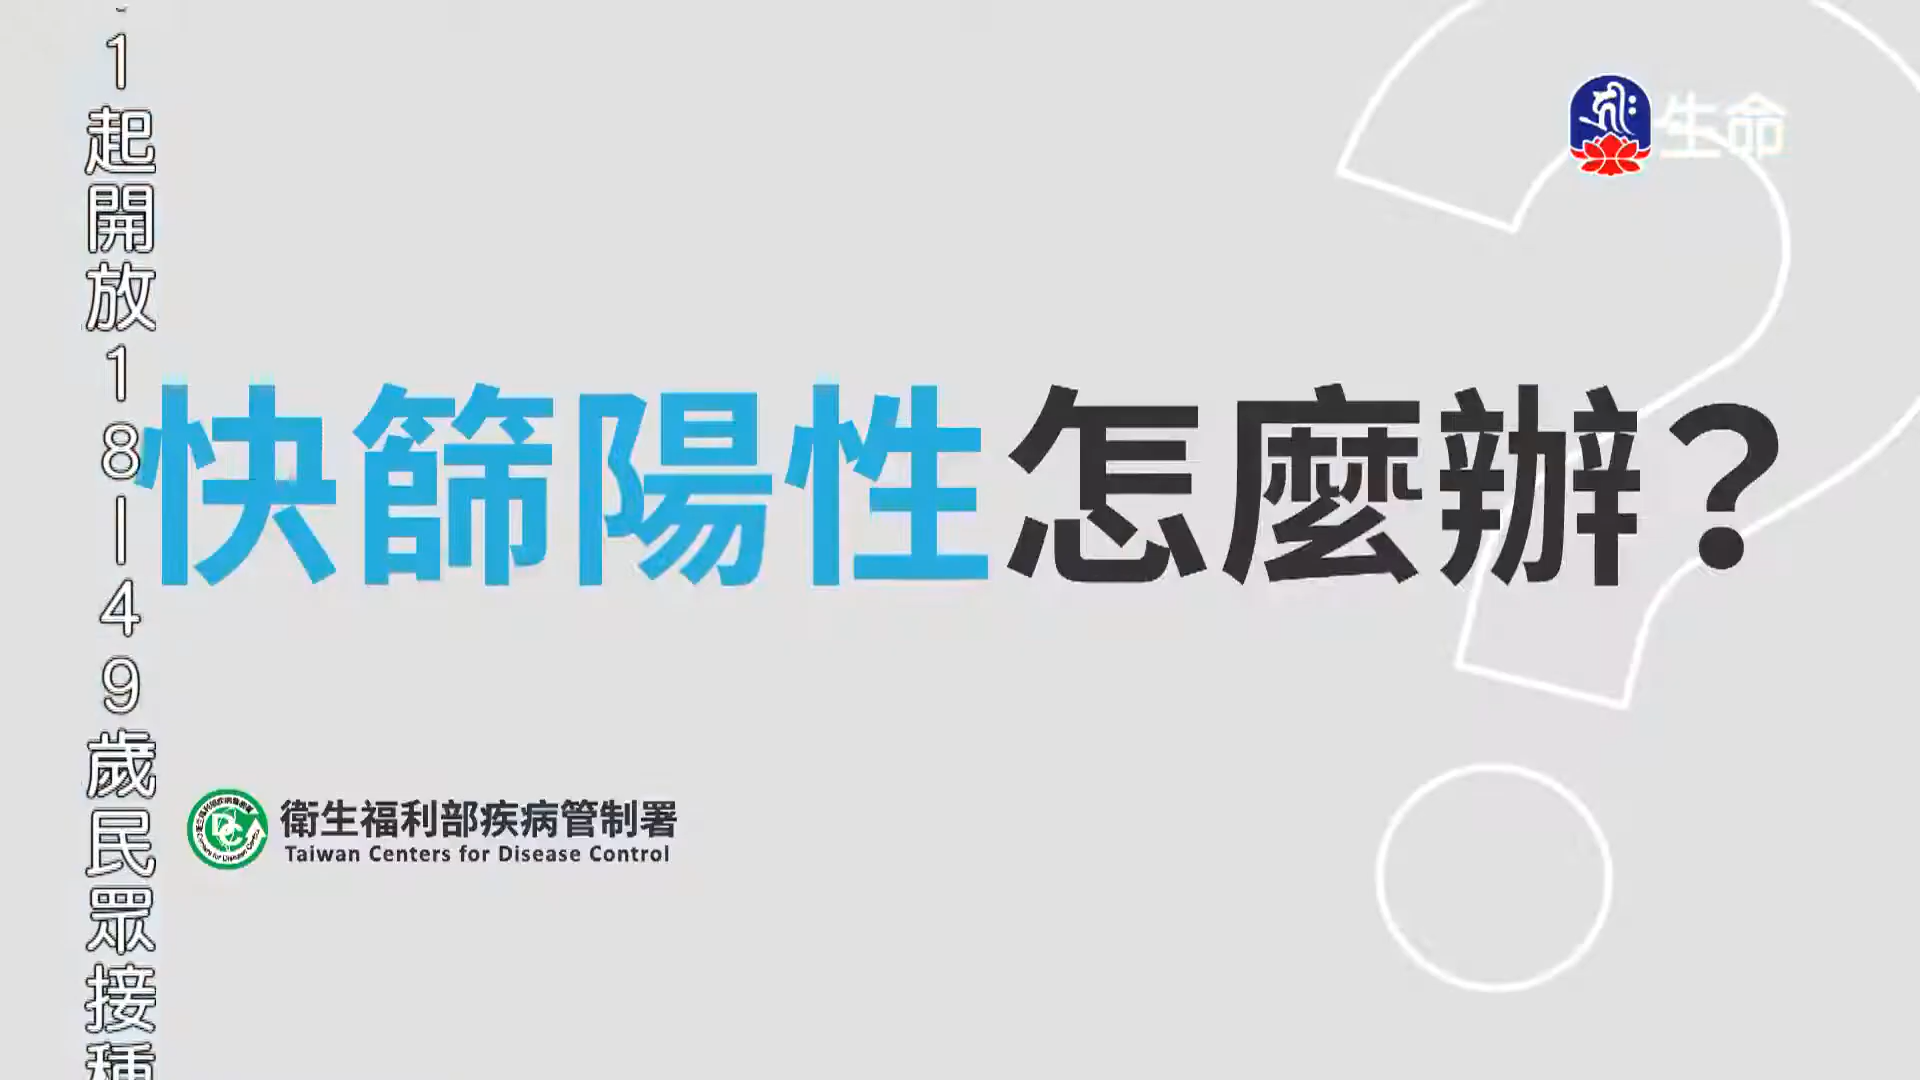 1起開放18-49歲民眾接種
生命
快篩陽性怎麼辦？
衛生福利部疾病管制署
Taiwan Centers for Disease Control